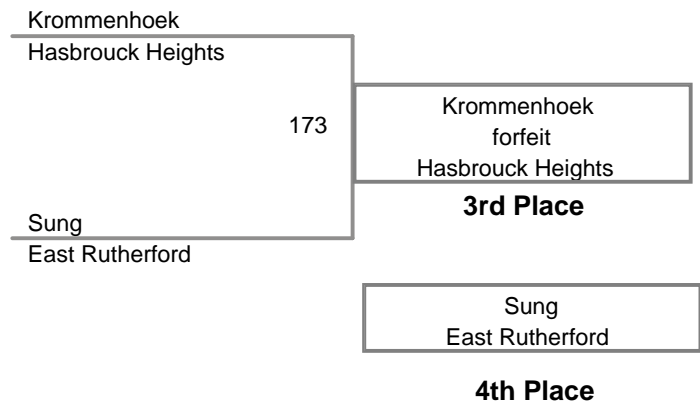 Krommenhoek
Hasbrouck Heights
173
Krommenhoek
forfeit
Hasbrouck Heights
3rd Place
Sung
East Rutherford
Sung
East Rutherford
4th Place